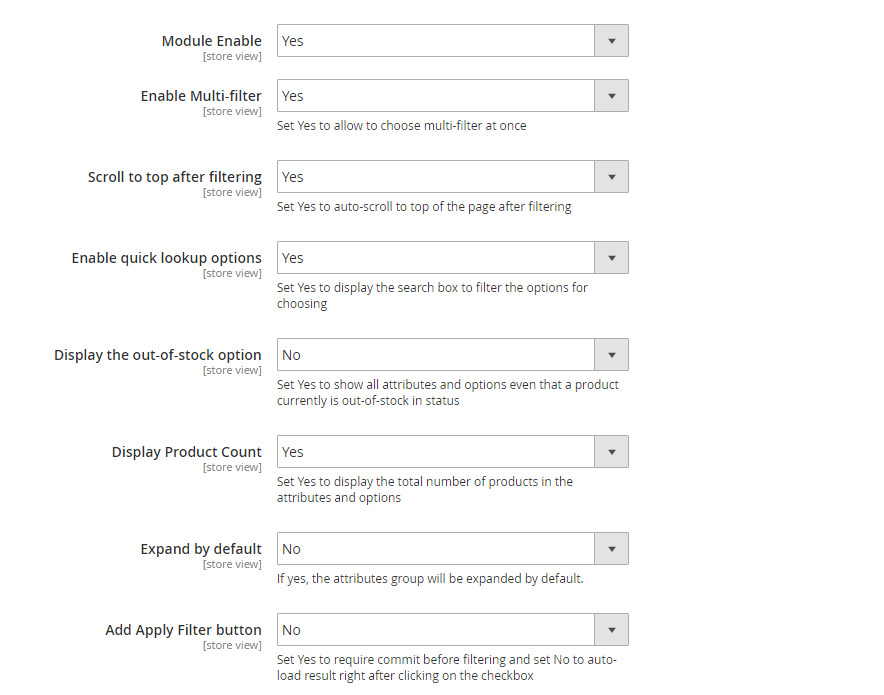 Module Enable
Yes
[store view]
Enable Multi-filter
Yes
[store view]
Set Yes to allow to choose multi-filter at once
Scroll to top after filtering
Yes
[store view]
Set Yes to auto-scroll to top of the page after filtering
Enable quick lookup options
Yes
[store view]
Set Yes to display the search box to filter the options for
choosing
Display the out-of-stock option
No
[store view]
Set Yes to show all attributes and options even that a product
currently is out-of-stock in status
Display Product Count
Yes
[store view]
Set Yes to display the total number of products in the
attributes and options
Expand by default
No
[store view]
If yes, the attributes group will be expanded by default.
Add Apply Filter button
No
[store view]
Set Yes to require commit before filtering and set No to auto-
load result right after clicking on the checkbox